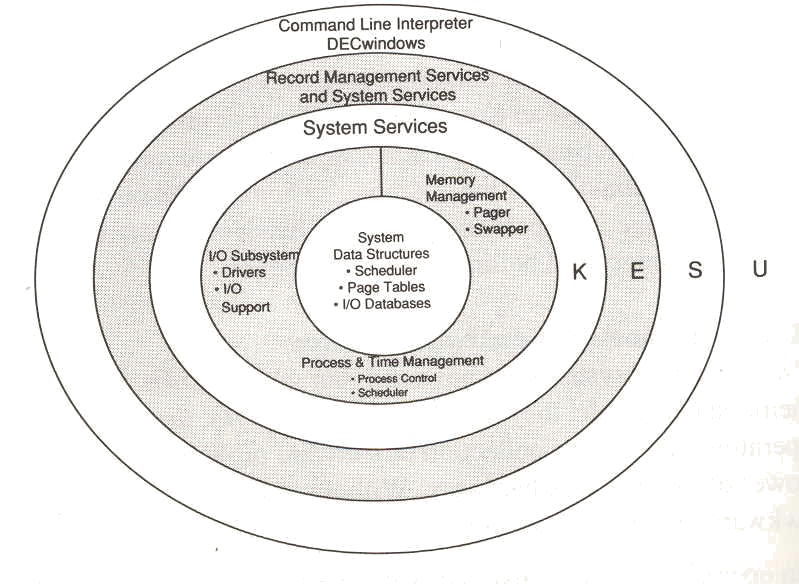 Command Line Interpreter
DECwindows
Record Management Services
and System Services
System Services
Memory
Management
• Pager
• Swapper
I/O Subsystem
• Drivers
• I/O
Support
System
Data Structures
• Scheduler
• Page Tables
• I/O Databases
Process & Time Management
• Process Control
• Scheduler
K E S U